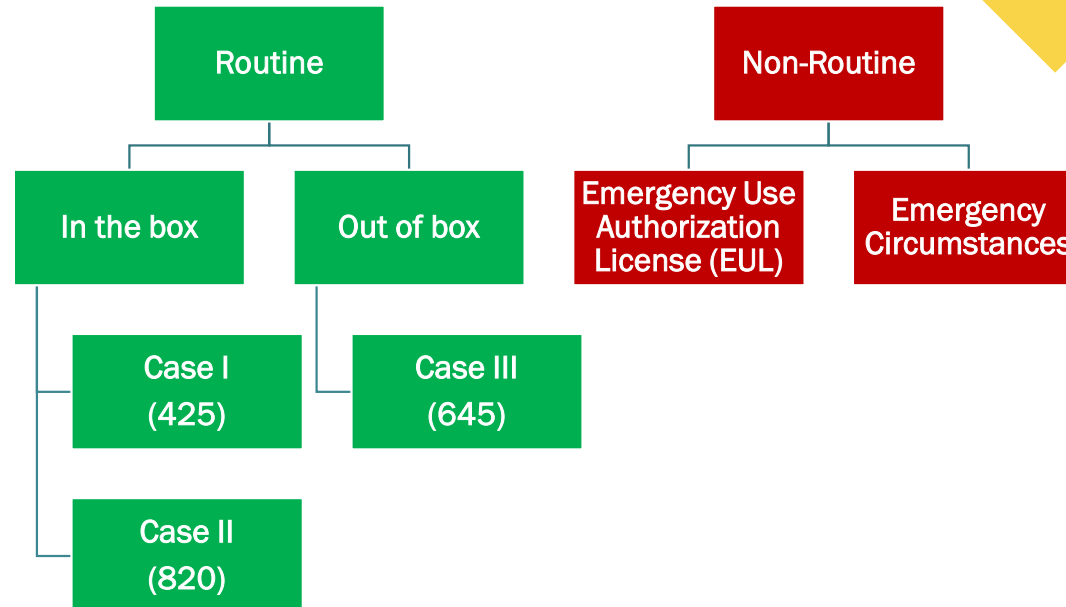 Routine
Non-Routine
In the box
Out of box
Emergency Use
Authorization
License (EUL)
Emergency
Circumstances
Case I
(425)
Case III
(645)
Case II
(820)